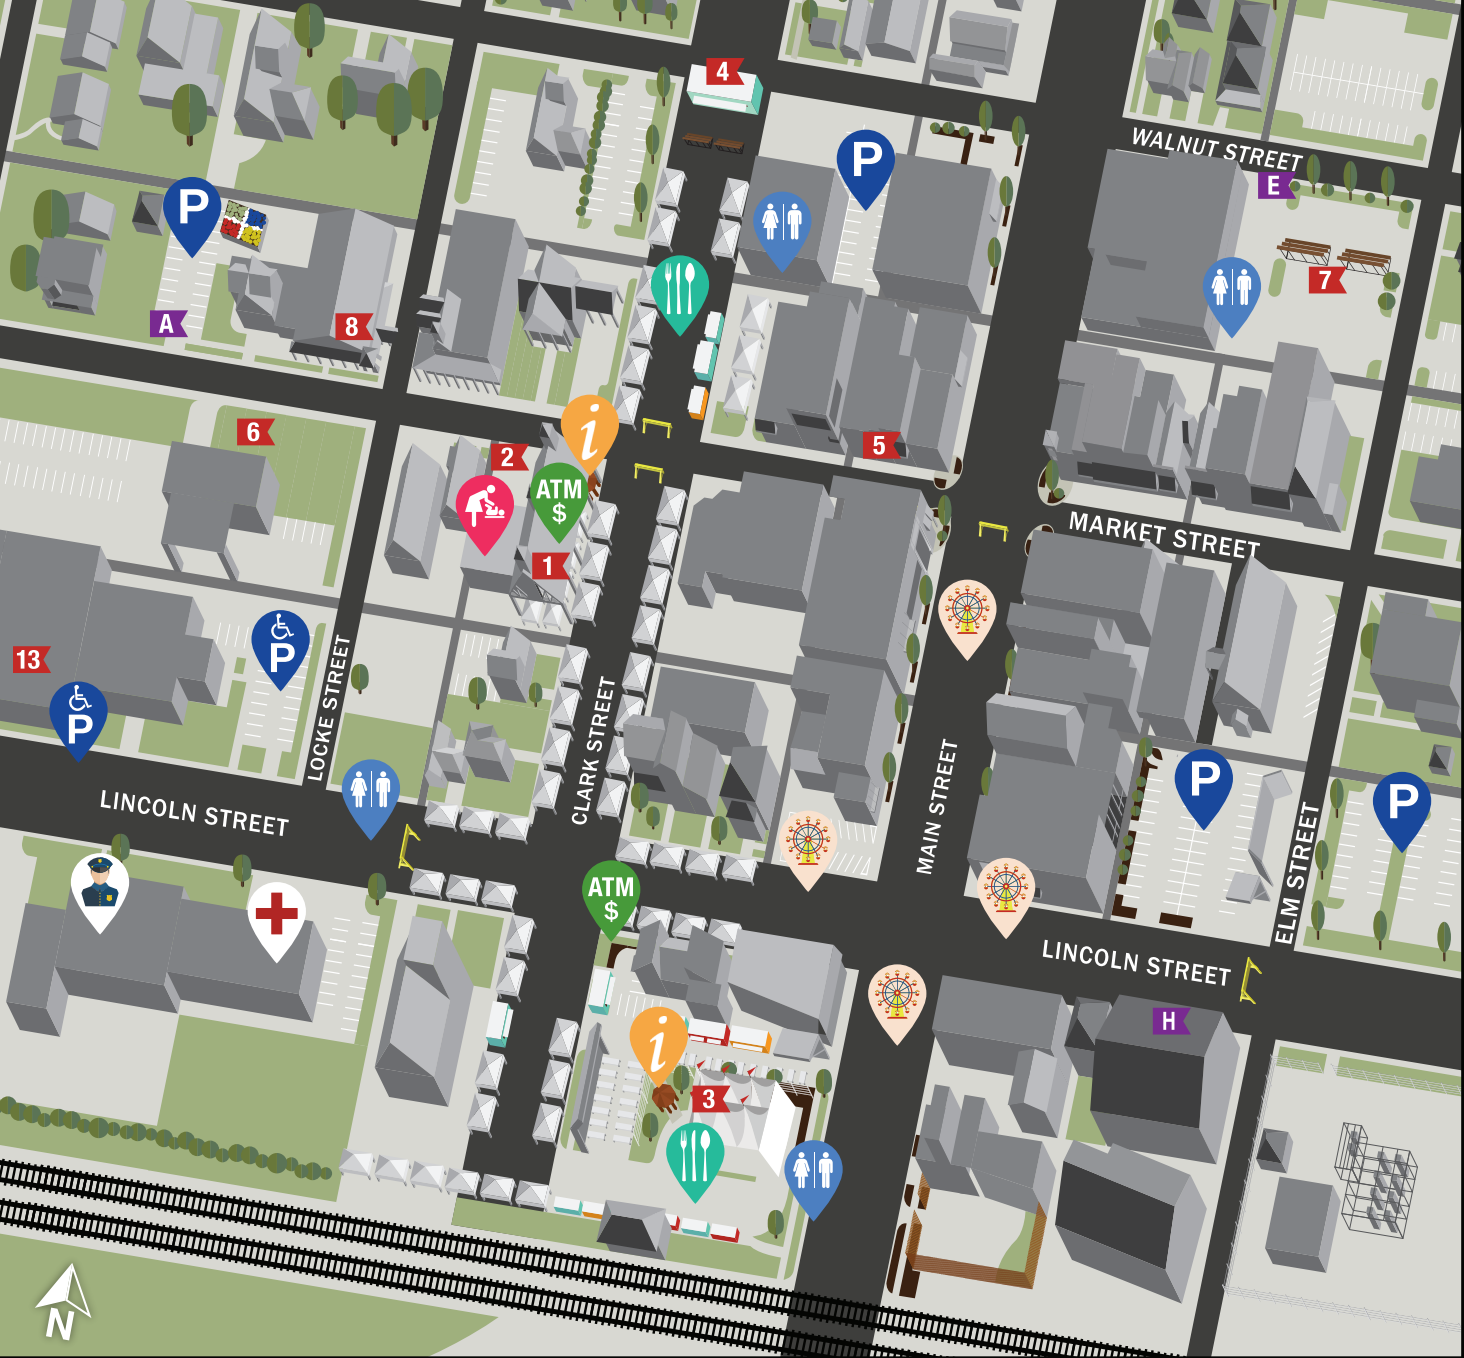 4
WALNUT STREET
P
E
P
7
A
8
6
2
i
5
ATM
$
1
MARKET STREET
13
P
P
LOCKE STREET
CLARK STREET
MAIN STREET
P
P
LINCOLN STREET
ELM STREET
ATM
$
LINCOLN STREET
H
i
3
N